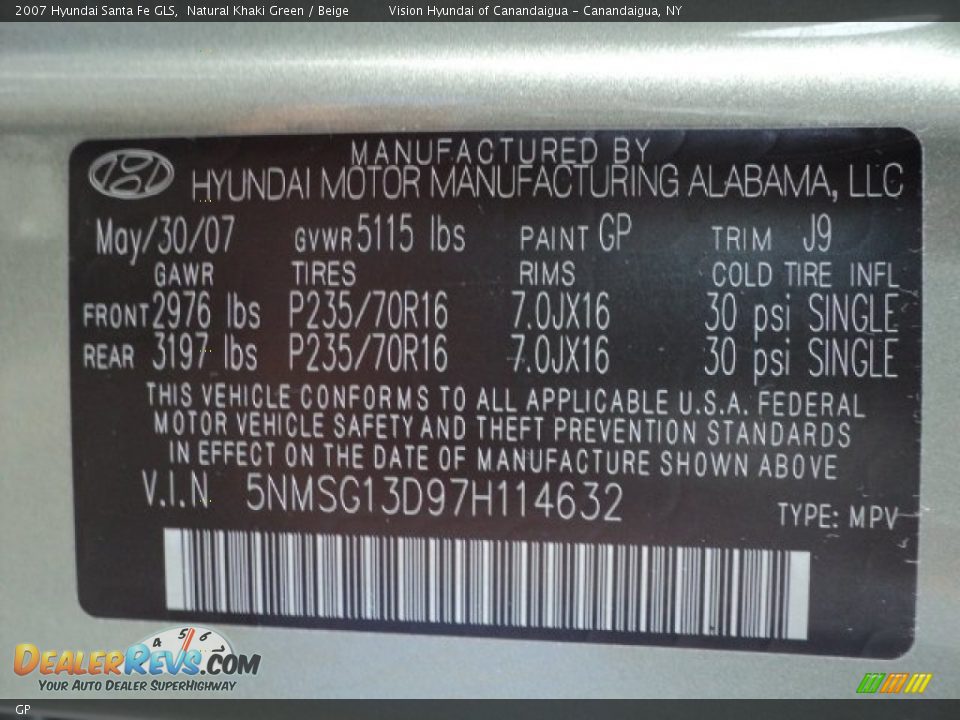 2007 Hyundai Santa Fe GLS, Natural Khaki Green / Beige Vision Hyundai of Canandaigua - Canandaigua, NY
MANUFACTURED BY
HYUNDAI MOTOR MANUFACTURING ALABAMA, LLC
May/30/07 GVWR 5115 lbs PAINT GP TRIM J9
GAWR TIRES RIMS COLD TIRE INFL
FRONT 2976 lbs P235/70R16 7.0JX16 30 psi SINGLE
REAR 3197 lbs P235/70R16 7.0JX16 30 psi SINGLE
THIS VEHICLE CONFORMS TO ALL APPLICABLE U.S.A. FEDERAL
MOTOR VEHICLE SAFETY AND THEFT PREVENTION STANDARDS
IN EFFECT ON THE DATE OF MANUFACTURE SHOWN ABOVE
V.I.N 5NMSG13D97H114632
TYPE: MPV
4 5 6
DEALERREVS.COM
YOUR AUTO DEALER SUPERHIGHWAY
GP